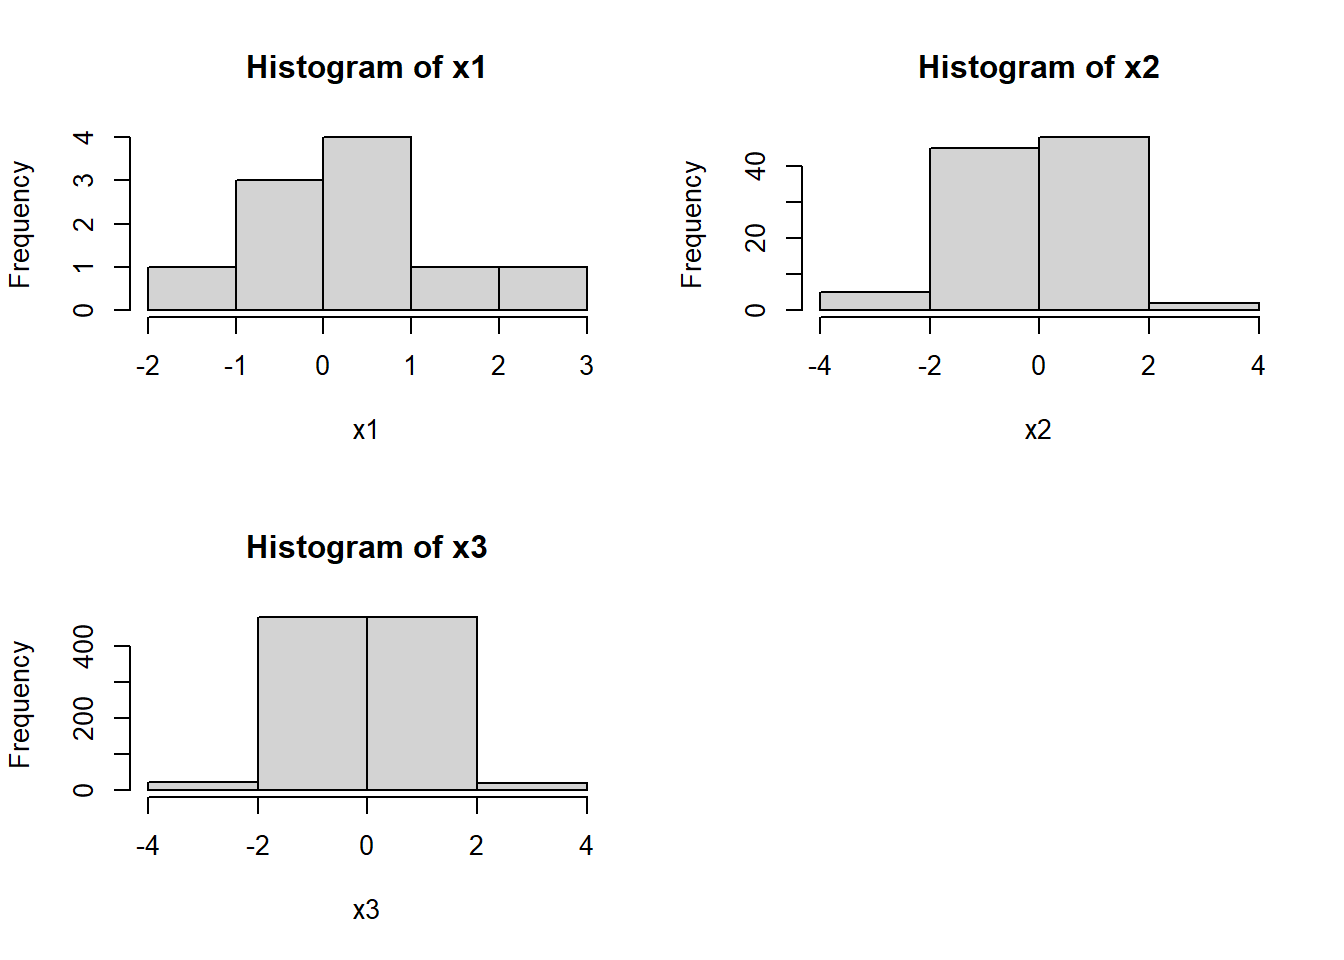 Histogram of x1
Frequency
4
3
2
1
0
-2 -1 0 1 2 3
x1
Histogram of x2
Frequency
40
20
0
-4 -2 0 2 4
x2
Histogram of x3
Frequency
400
200
0
-4 -2 0 2 4
x3